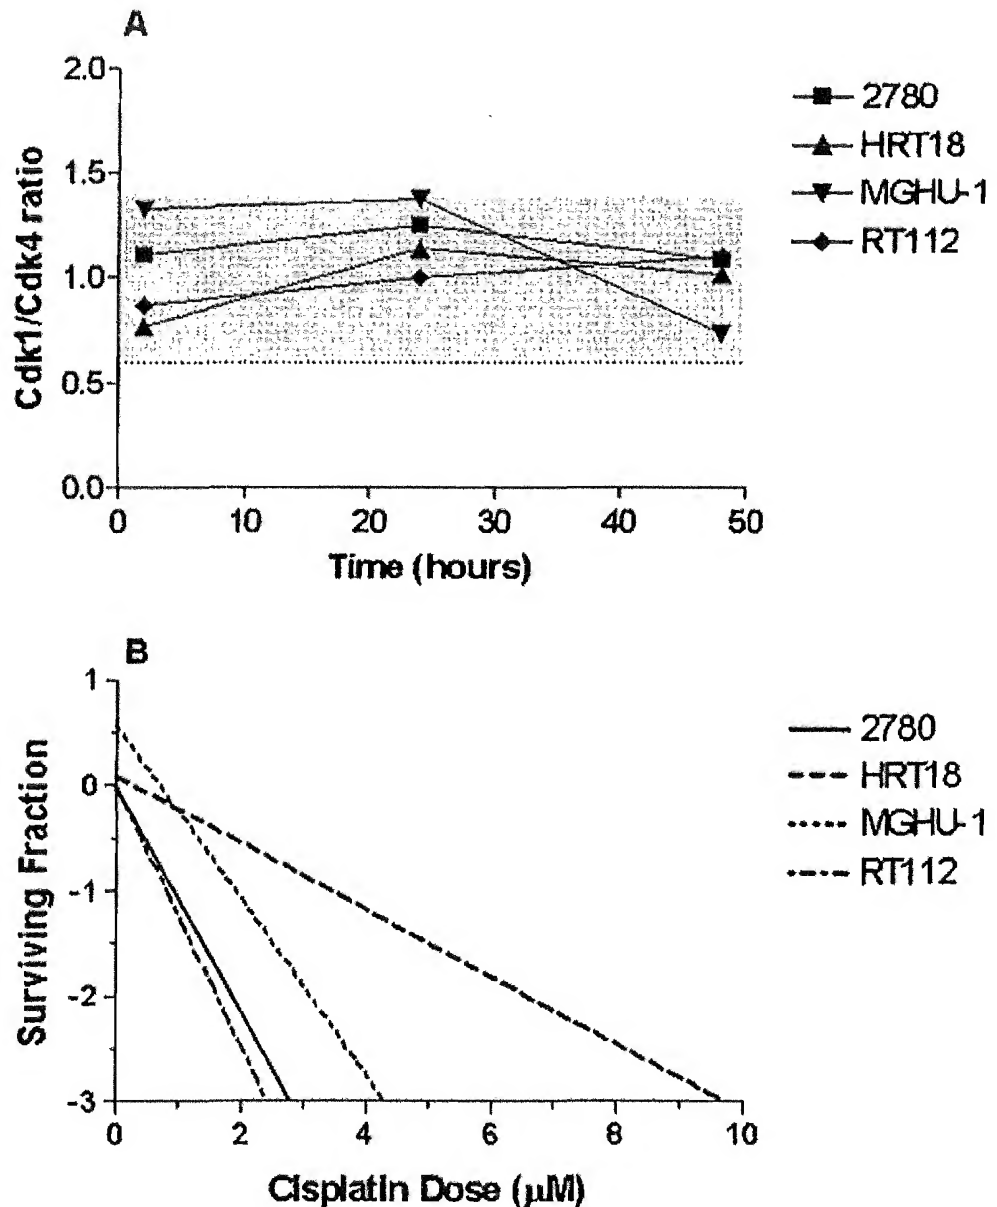 A
2.0
1.5
1.0
0.5
0.0
Cdk1/Cdk4 ratio
0 10 20 30 40 50
Time (hours)
2780
HRT18
MGHU-1
RT112
B
1
0
-1
-2
-3
Surviving Fraction
0 2 4 6 8 10
Cisplatin Dose (μM)
2780
HRT18
MGHU-1
RT112